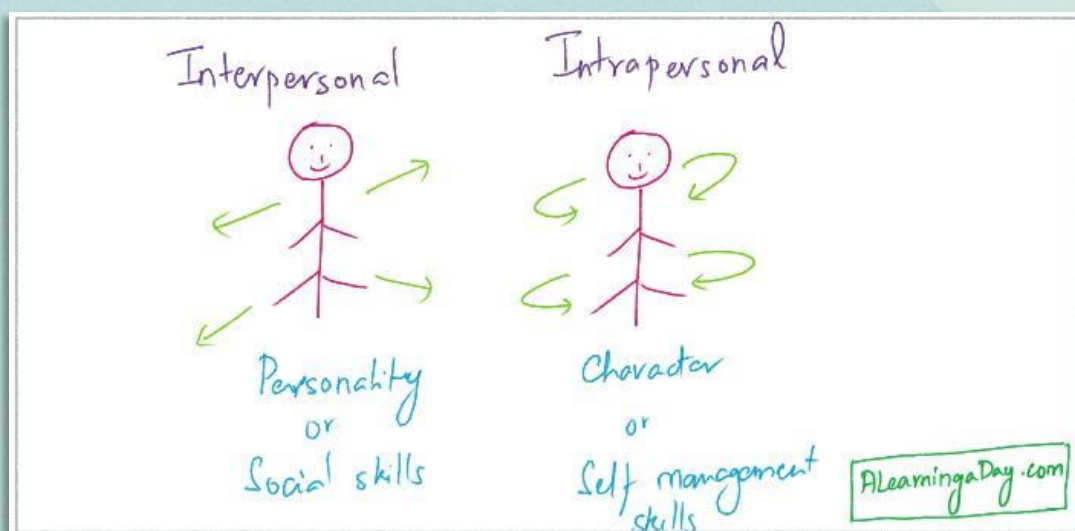 Interpersonal
Intrapersonal
Personality
or
Social skills
Character
or
Self management
skills
ALearningaDay.com